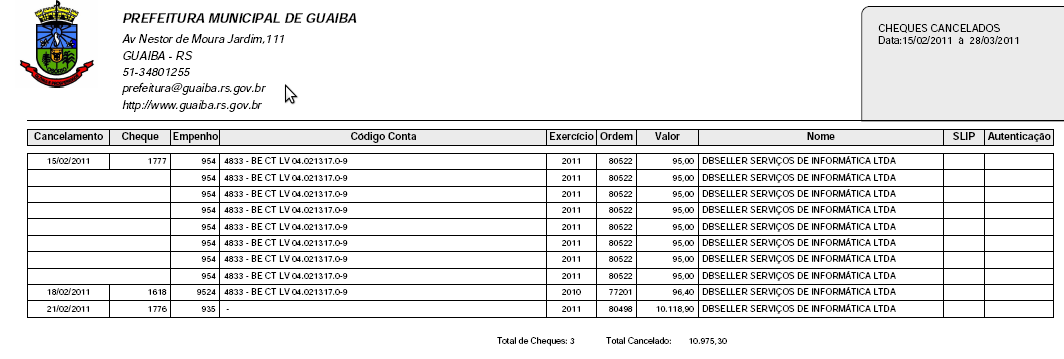 PREFEITURA MUNICIPAL DE GUAIBA
Av Nestor de Moura Jardim,111
GUAIBA - RS
51-34801255
prefeitura@guaiba.rs.gov.br
http://www.guaiba.rs.gov.br
CHEQUES CANCELADOS
Data:15/02/2011 à 28/03/2011
Cancelamento Cheque Empenho Código Conta Exercício Ordem Valor Nome SLIP Autenticação
15/02/2011 1777 954 4833 - BE CT LV 04.021317.0-9 2011 80522 95,00 DBSELLER SERVIÇOS DE INFORMÁTICA LTDA
954 4833 - BE CT LV 04.021317.0-9 2011 80522 95,00 DBSELLER SERVIÇOS DE INFORMÁTICA LTDA
954 4833 - BE CT LV 04.021317.0-9 2011 80522 95,00 DBSELLER SERVIÇOS DE INFORMÁTICA LTDA
954 4833 - BE CT LV 04.021317.0-9 2011 80522 95,00 DBSELLER SERVIÇOS DE INFORMÁTICA LTDA
954 4833 - BE CT LV 04.021317.0-9 2011 80522 95,00 DBSELLER SERVIÇOS DE INFORMÁTICA LTDA
954 4833 - BE CT LV 04.021317.0-9 2011 80522 95,00 DBSELLER SERVIÇOS DE INFORMÁTICA LTDA
954 4833 - BE CT LV 04.021317.0-9 2011 80522 95,00 DBSELLER SERVIÇOS DE INFORMÁTICA LTDA
954 4833 - BE CT LV 04.021317.0-9 2011 80522 95,00 DBSELLER SERVIÇOS DE INFORMÁTICA LTDA
18/02/2011 1618 9524 4833 - BE CT LV 04.021317.0-9 2010 77201 96,40 DBSELLER SERVIÇOS DE INFORMÁTICA LTDA
21/02/2011 1776 935 - 2011 80498 10.118,90 DBSELLER SERVIÇOS DE INFORMÁTICA LTDA
Total de Cheques: 3 Total Cancelado: 10.975,30